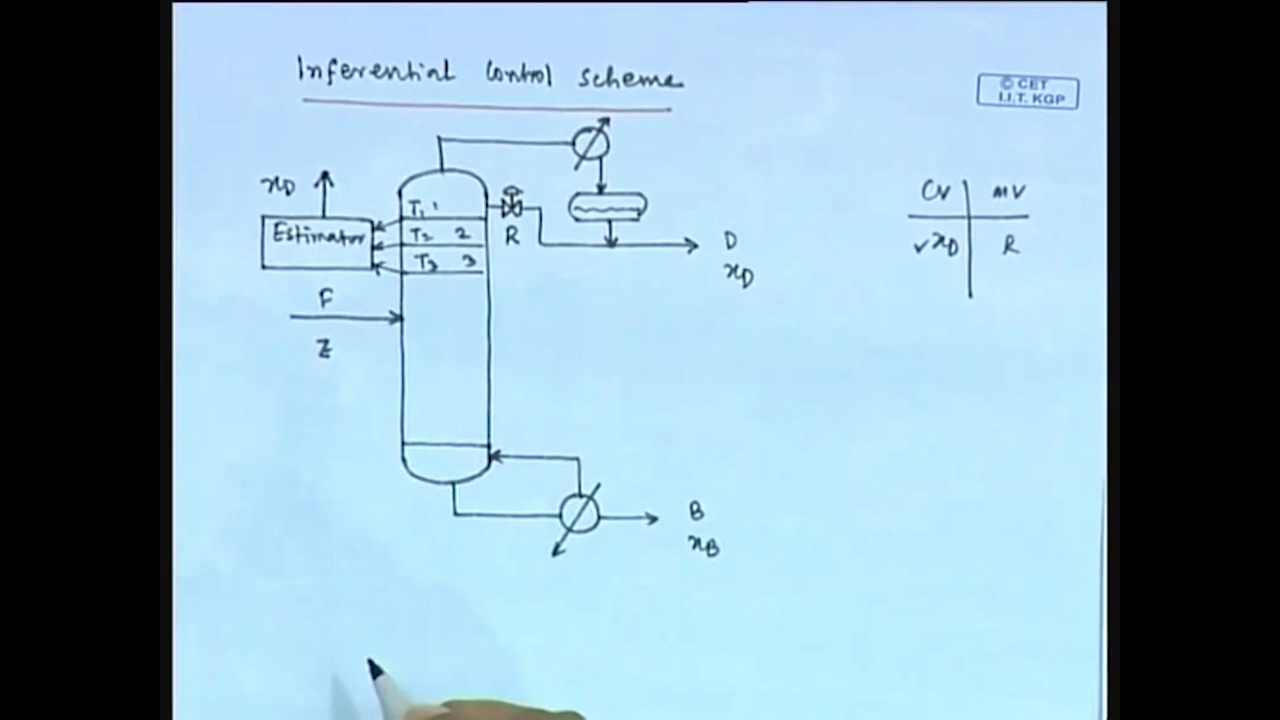 Inferential Control Scheme
© CET
I.I.T. KGP
CV MV
xD R
xD
Estimator
T1 1
T2 2
T3 3
R
D
xD
F
Z
B
xB